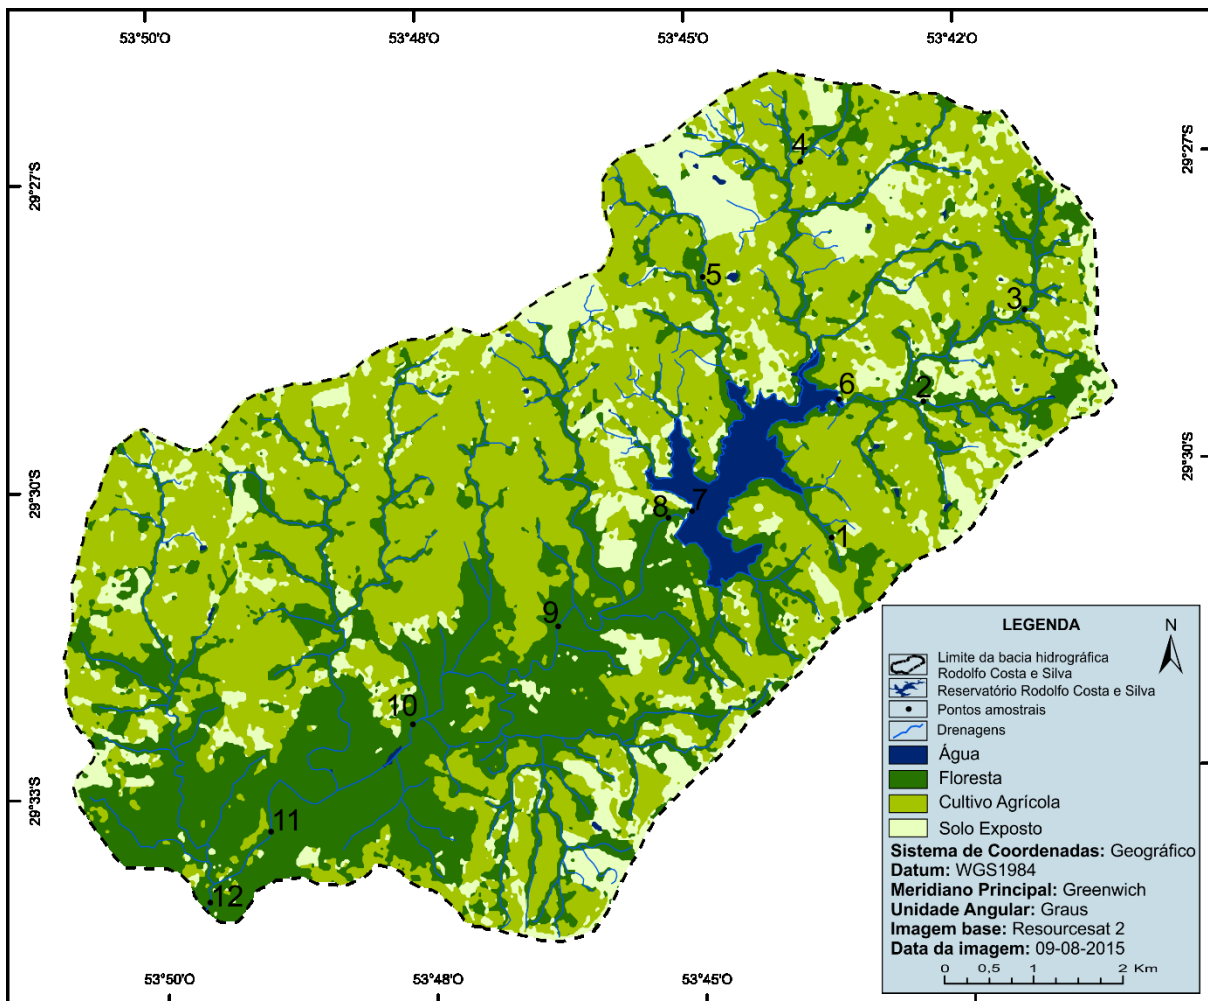 53°50'O 53°48'O 53°45'O 53°42'O
29°27'S
29°27'S
4
5
3
6
2
29°30'S
29°30'S
7
8
1
9
10
29°33'S
11
12
LEGENDA
N
Limite da bacia hidrográfica
Rodolfo Costa e Silva
Reservatório Rodolfo Costa e Silva
Pontos amostrais
Drenagens
Água
Floresta
Cultivo Agrícola
Solo Exposto
Sistema de Coordenadas: Geográfico
Datum: WGS1984
Meridiano Principal: Greenwich
Unidade Angular: Graus
Imagem base: Resourcesat 2
Data da imagem: 09-08-2015
0 0,5 1 2 Km
53°50'O 53°48'O 53°45'O